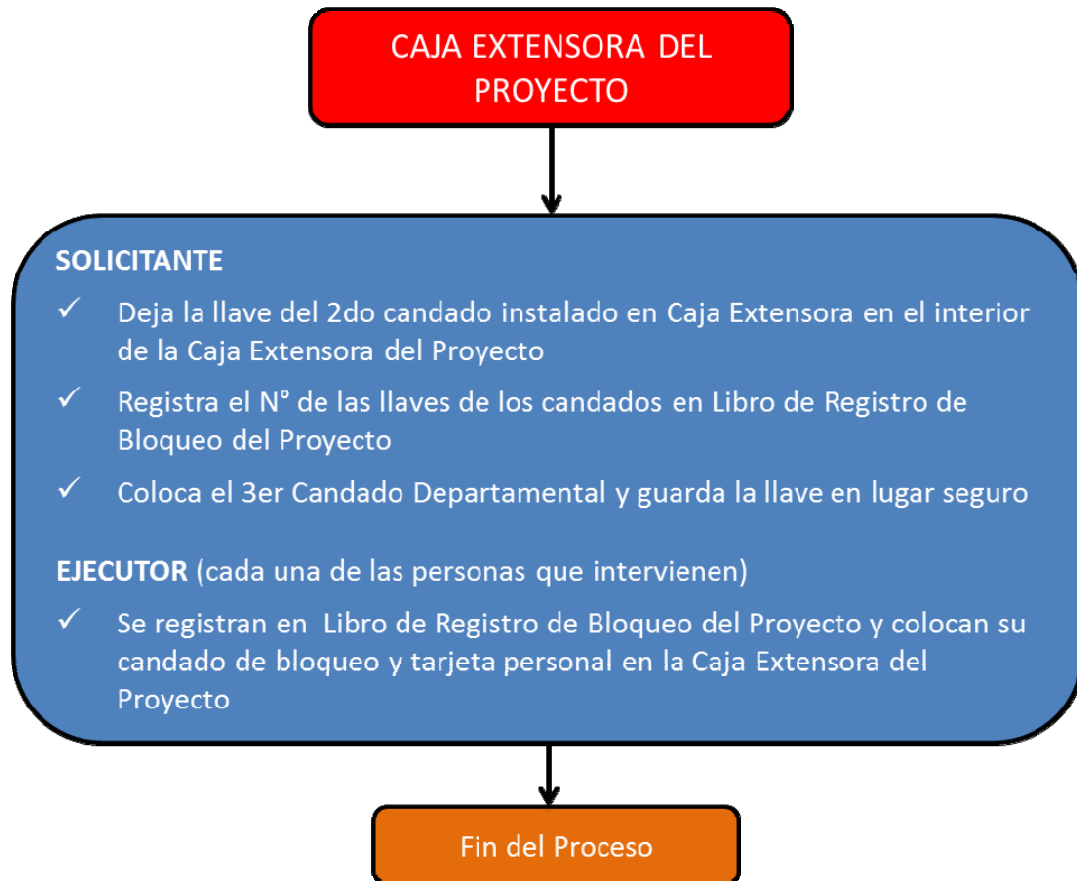 CAJA EXTENSORA DEL
PROYECTO
SOLICITANTE
✓ Deja la llave del 2do candado instalado en Caja Extensora en el interior
de la Caja Extensora del Proyecto
✓ Registra el N° de las llaves de los candados en Libro de Registro de
Bloqueo del Proyecto
✓ Coloca el 3er Candado Departamental y guarda la llave en lugar seguro
EJECUTOR (cada una de las personas que intervienen)
✓ Se registran en Libro de Registro de Bloqueo del Proyecto y colocan su
candado de bloqueo y tarjeta personal en la Caja Extensora del
Proyecto
Fin del Proceso